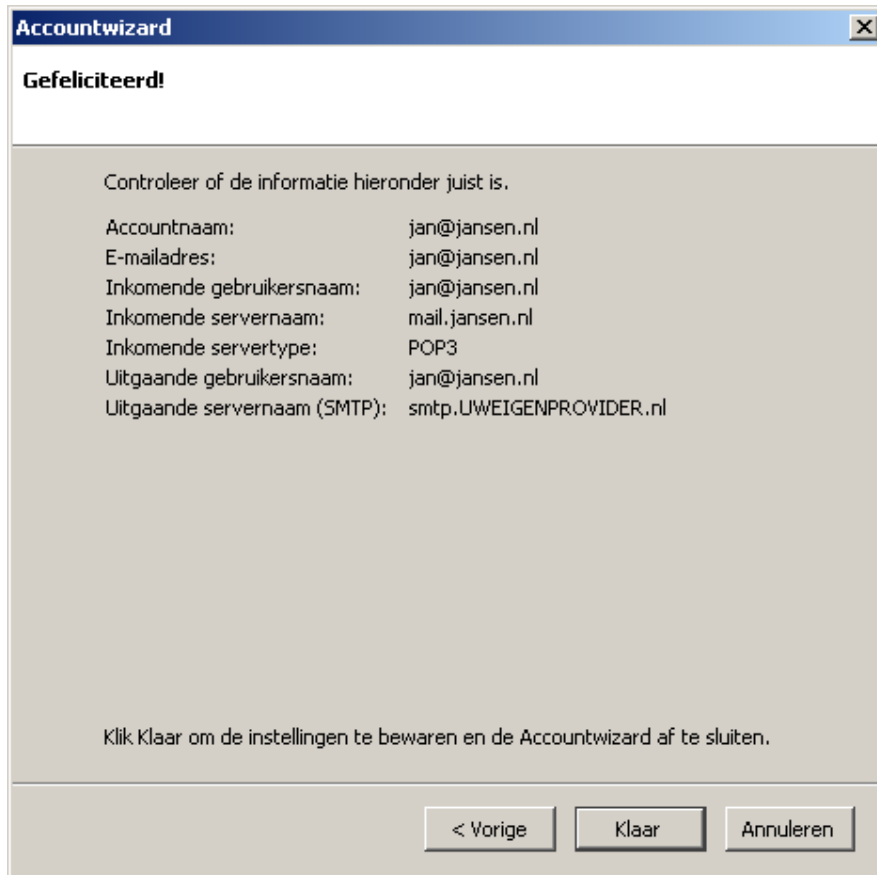 Accountwizard
Gefeliciteerd!
Controleer of de informatie hieronder juist is.
Accountnaam: jan@jansen.nl
E-mailadres: jan@jansen.nl
Inkomende gebruikersnaam: jan@jansen.nl
Inkomende servernaam: mail.jansen.nl
Inkomende servertype: POP3
Uitgaande gebruikersnaam: jan@jansen.nl
Uitgaande servernaam (SMTP): smtp.UWEIGENPROVIDER.nl
Klik Klaar om de instellingen te bewaren en de Accountwizard af te sluiten.
< Vorige Klaar Annuleren